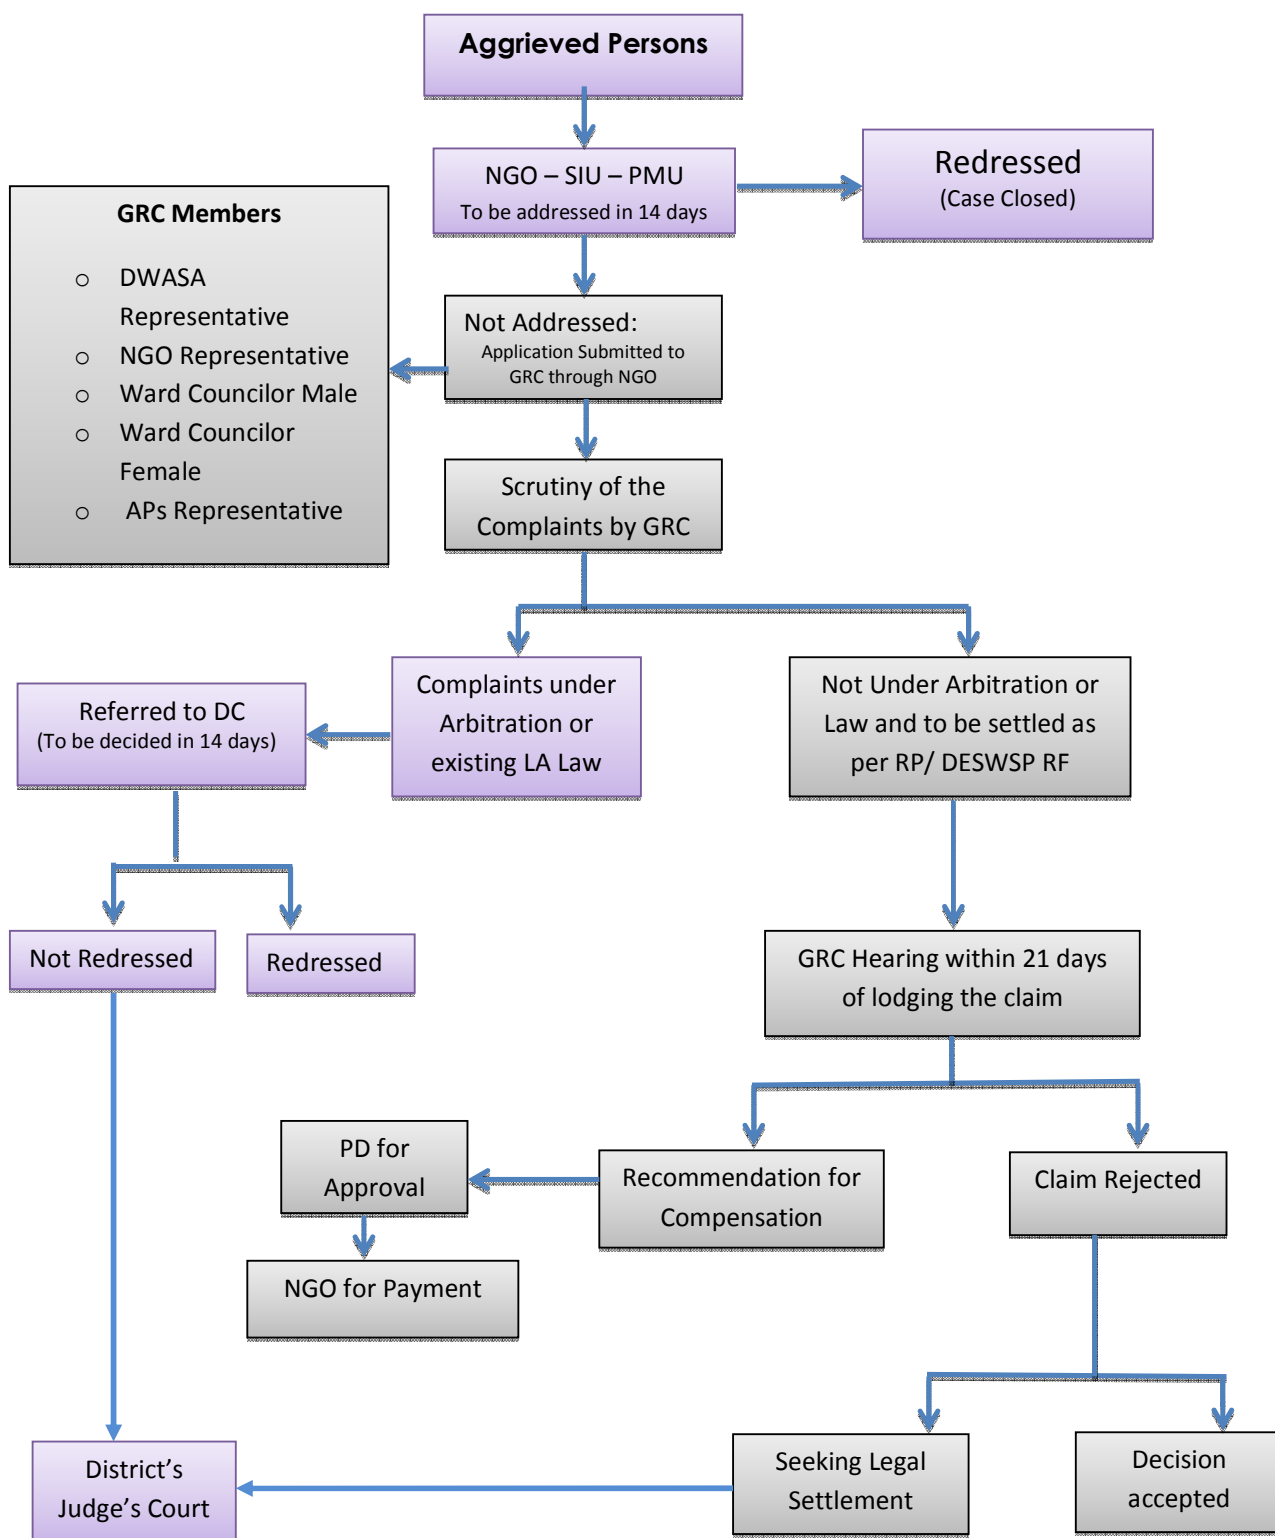 Aggrieved Persons
NGO – SIU – PMU
To be addressed in 14 days
Redressed
(Case Closed)
GRC Members
o DWASA
Representative
o NGO Representative
o Ward Councilor Male
o Ward Councilor
Female
o APs Representative
Not Addressed:
Application Submitted to
GRC through NGO
Scrutiny of the
Complaints by GRC
Referred to DC
(To be decided in 14 days)
Complaints under
Arbitration or
existing LA Law
Not Under Arbitration or
Law and to be settled as
per RP/ DESWSP RF
Not Redressed
Redressed
GRC Hearing within 21 days
of lodging the claim
PD for
Approval
Recommendation for
Compensation
Claim Rejected
NGO for Payment
District's
Judge's Court
Seeking Legal
Settlement
Decision
accepted